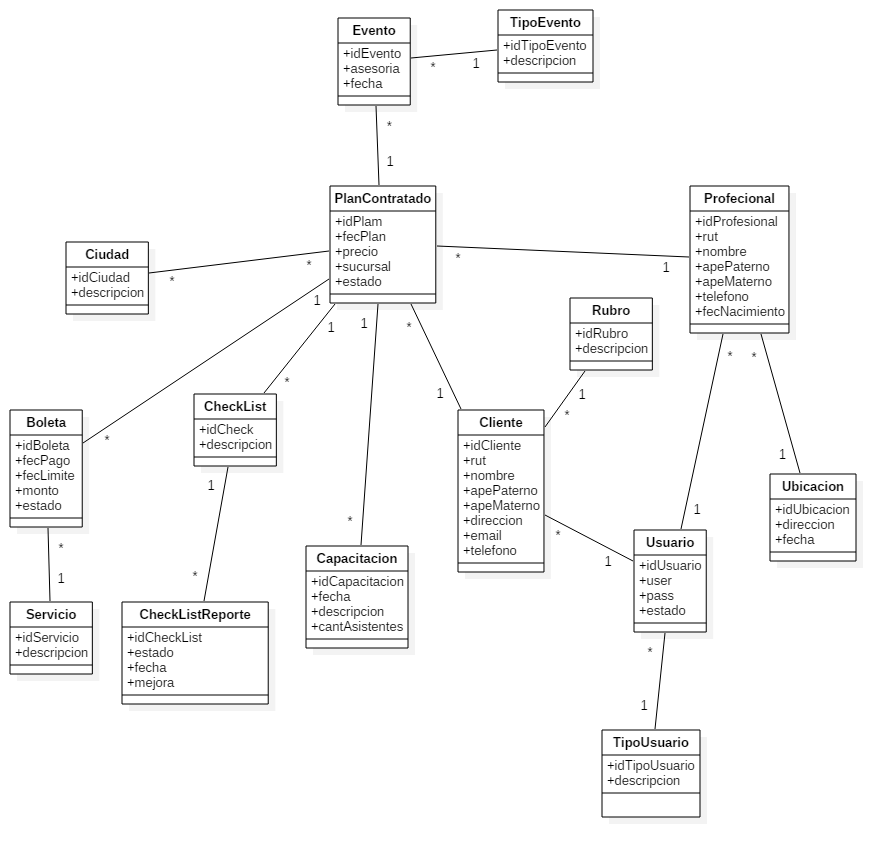 Evento
+idEvento
+asesoria
+fecha
TipoEvento
+idTipoEvento
+descripcion
*
1
*
1
PlanContratado
+idPlam
+fecPlan
+precio
+sucursal
+estado
Profecional
+idProfesional
+rut
+nombre
+apePaterno
+apeMaterno
+telefono
+fecNacimiento
*
1
Ciudad
+idCiudad
+descripcion
*
*
1
1
1
*
Rubro
+idRubro
+descripcion
1
*
CheckList
+idCheck
+descripcion
*
Boleta
+idBoleta
+fecPago
+fecLimite
+monto
+estado
*
Cliente
+idCliente
+rut
+nombre
+apePaterno
+apeMaterno
+direccion
+email
+telefono
1
*
*
1
1
Ubicacion
+idUbicacion
+direccion
+fecha
Usuario
+idUsuario
+user
+pass
+estado
*
1
1
*
*
Capacitacion
+idCapacitacion
+fecha
+descripcion
+cantAsistentes
*
1
Servicio
+idServicio
+descripcion
CheckListReporte
+idCheckList
+estado
+fecha
+mejora
*
1
TipoUsuario
+idTipoUsuario
+descripcion